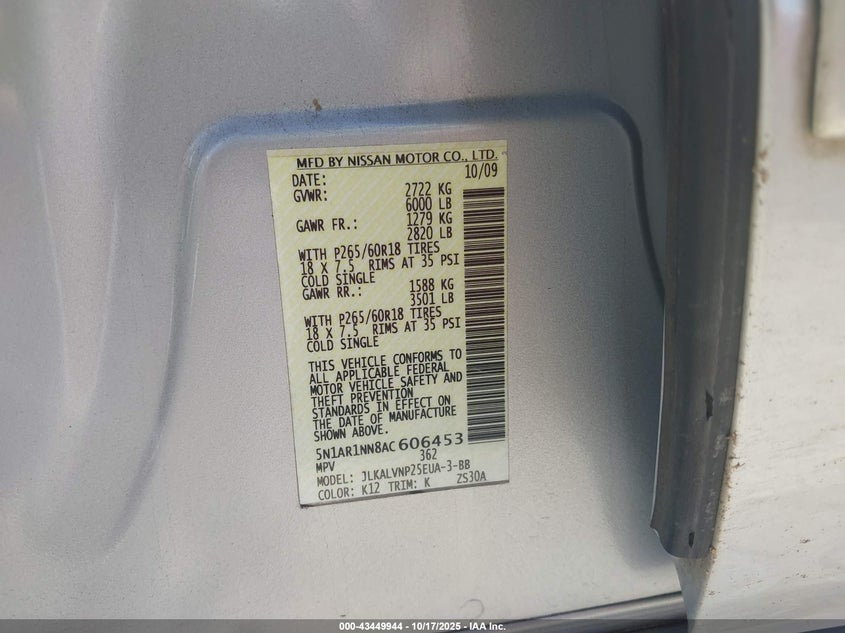 MFD BY NISSAN MOTOR CO., LTD.
DATE: 10/09
GVWR: 2722 KG
6000 LB
GAWR FR.: 1279 KG
2820 LB
WITH P265/60R18 TIRES
18 X 7.5 RIMS AT 35 PSI
COLD SINGLE
GAWR RR.: 1588 KG
3501 LB
WITH P265/60R18 TIRES
18 X 7.5 RIMS AT 35 PSI
COLD SINGLE
THIS VEHICLE CONFORMS TO
ALL APPLICABLE FEDERAL
MOTOR VEHICLE SAFETY AND
THEFT PREVENTION
STANDARDS IN EFFECT ON
THE DATE OF MANUFACTURE
SHOWN ABOVE.
5N1AR1NN8AC606453
MPV 362
MODEL: JLKALVNP25EUA-3-BB
COLOR: K12 TRIM: K ZS30A
000-43449944 - 10/17/2025 - IAA Inc.